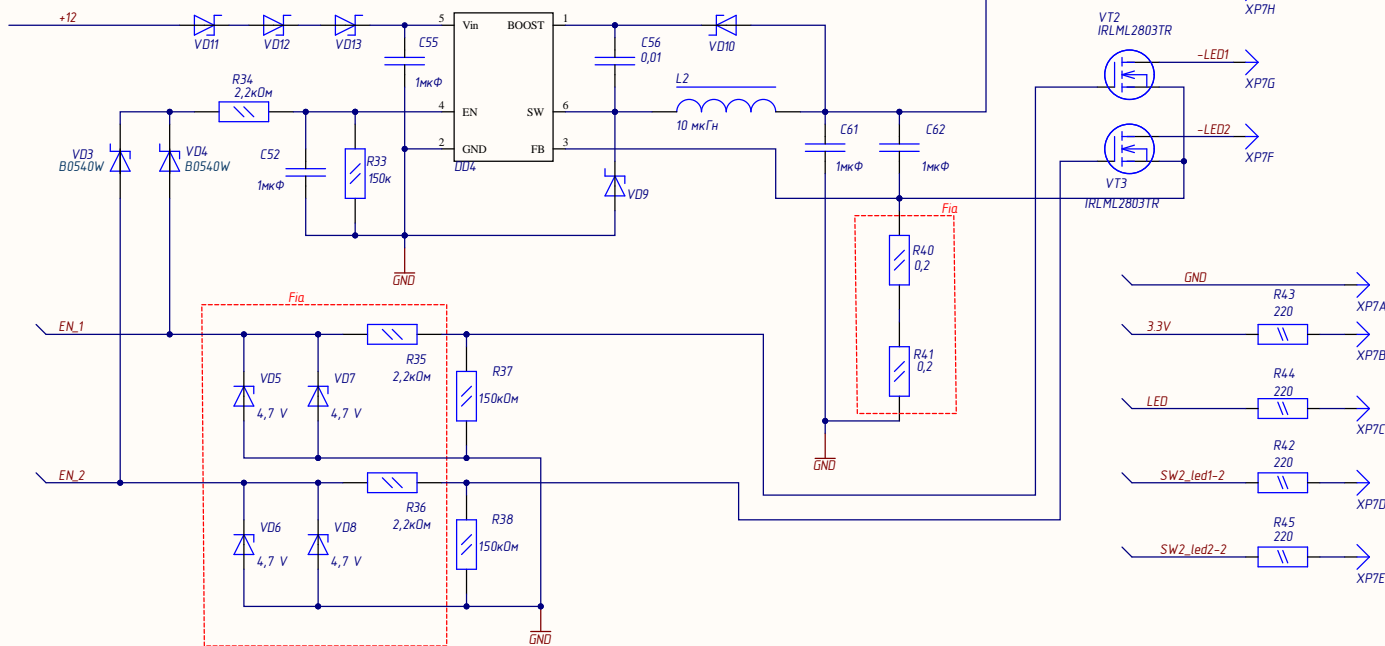 +12
VD11
VD12
VD13
C55
1мкФ
5
Vin
BOOST
1
4
EN
SW
6
2
GND
FB
3
DD4
C56
0,01
VD10
L2
10 мкГн
VT2
IRLML2803TR
XP7H
-LED1
XP7G
-LED2
XP7F
VT3
IRLML2803TR
R34
2,2кОм
VD3
B0540W
VD4
B0540W
C52
1мкФ
R33
150к
VD9
C61
1мкФ
C62
1мкФ
GND
Fia
R40
0,2
R41
0,2
GND
Fia
EN_1
VD5
4,7 V
VD7
4,7 V
R35
2,2кОм
R37
150кОм
EN_2
VD6
4,7 V
VD8
4,7 V
R36
2,2кОм
R38
150кОм
GND
GND
XP7A
3.3V
R43
220
XP7B
LED
R44
220
XP7C
SW2_led1-2
R42
220
XP7D
SW2_led2-2
R45
220
XP7E